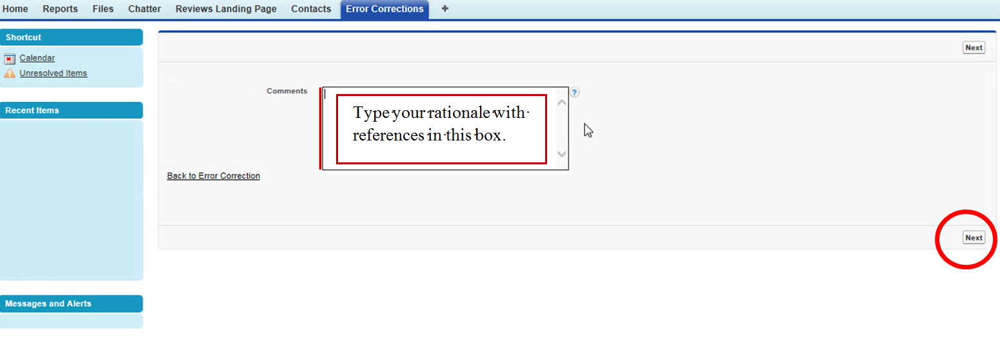 Home Reports Files Chatter Reviews Landing Page Contacts Error Corrections +
Shortcut
Calendar
Unresolved Items
Recent Items
Messages and Alerts
Next
Comments
?
Type your rationale with
references in this box.
Back to Error Correction
Next